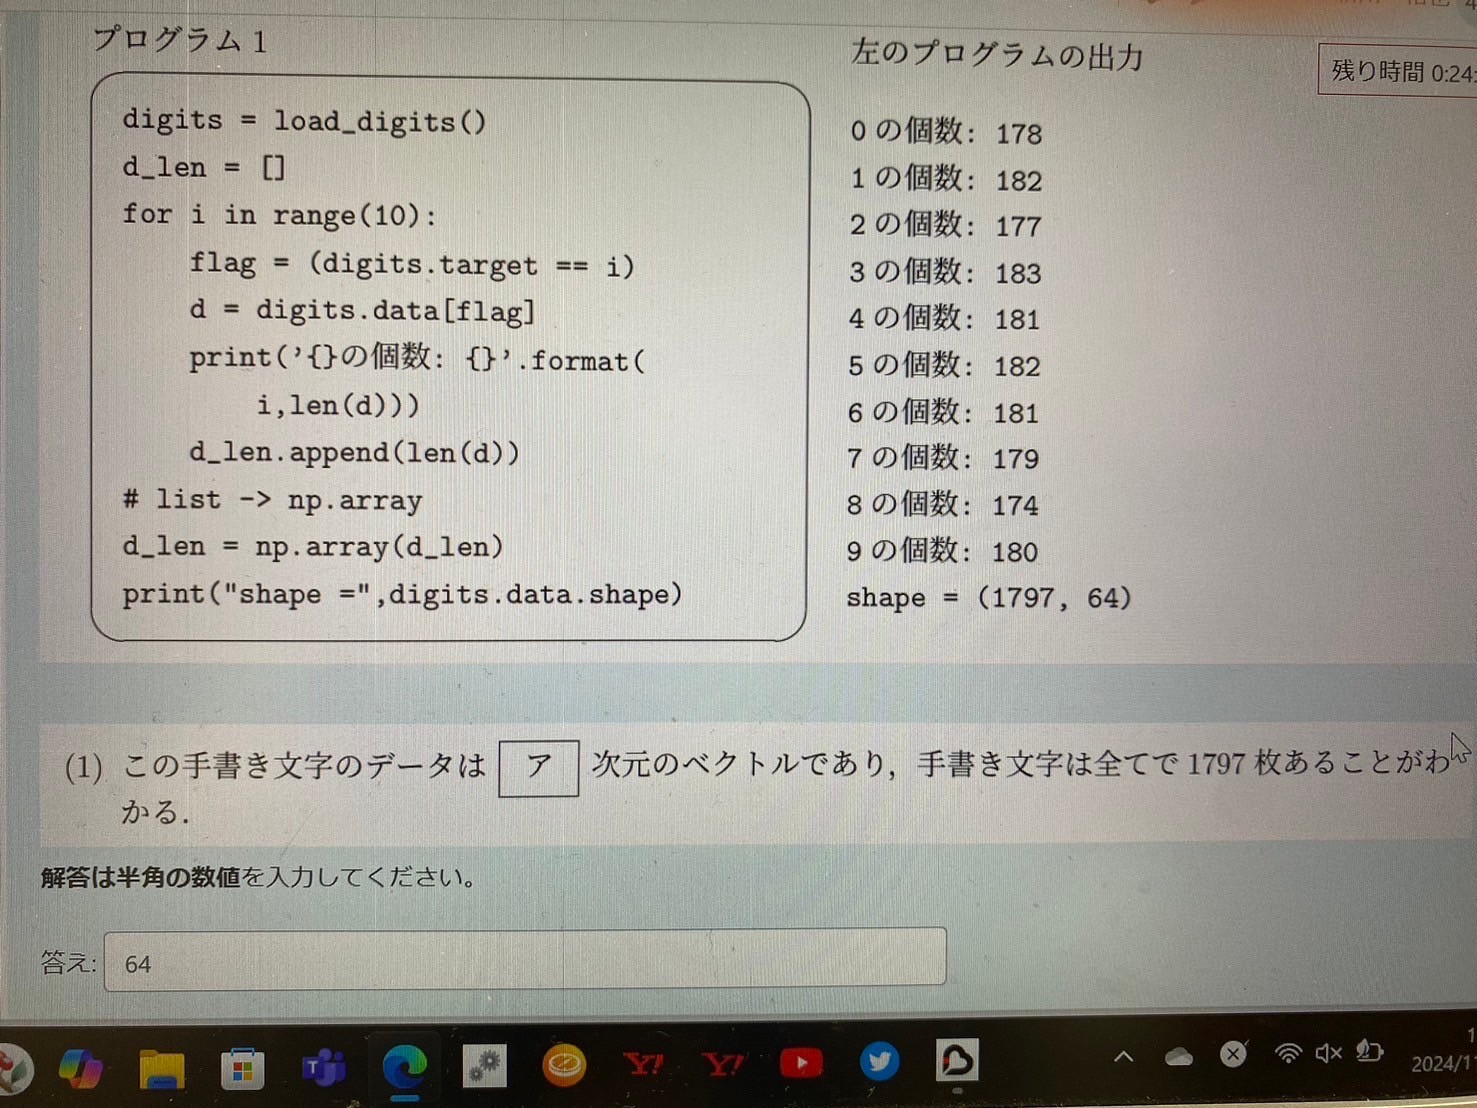 プログラム 1
digits = load_digits()
d_len = []
for i in range(10):
flag = (digits.target == i)
d = digits.data[flag]
print('{}の個数: {}'.format(
i,len(d)))
d_len.append(len(d))
# list -> np.array
d_len = np.array(d_len)
print("shape =",digits.data.shape)
左のプログラムの出力
0 の個数: 178
1 の個数: 182
2 の個数: 177
3 の個数: 183
4 の個数: 181
5 の個数: 182
6 の個数: 181
7 の個数: 179
8 の個数: 174
9 の個数: 180
shape = (1797, 64)
残り時間 0:24:
(1) この手書き文字のデータは ア 次元のベクトルであり，手書き文字は全てで 1797 枚あることがわ
かる．
解答は半角の数値を入力してください。
答え: 64
Y! Y!
2024/1